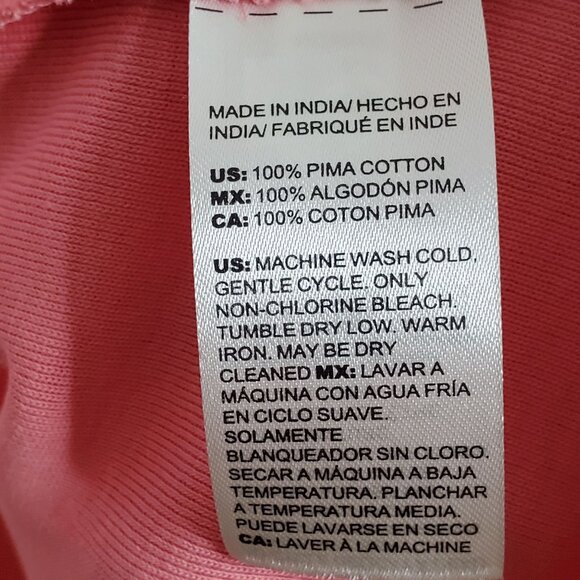 MADE IN INDIA/ HECHO EN
INDIA/ FABRIQUÉ EN INDE
US: 100% PIMA COTTON
MX: 100% ALGODÓN PIMA
CA: 100% COTON PIMA
US: MACHINE WASH COLD.
GENTLE CYCLE. ONLY
NON-CHLORINE BLEACH.
TUMBLE DRY LOW. WARM
IRON. MAY BE DRY
CLEANED MX: LAVAR A
MÁQUINA CON AGUA FRÍA
EN CICLO SUAVE.
SOLAMENTE
BLANQUEADOR SIN CLORO.
SECAR A MÁQUINA A BAJA
TEMPERATURA. PLANCHAR
A TEMPERATURA MEDIA.
PUEDE LAVARSE EN SECO
CA: LAVER À LA MACHINE